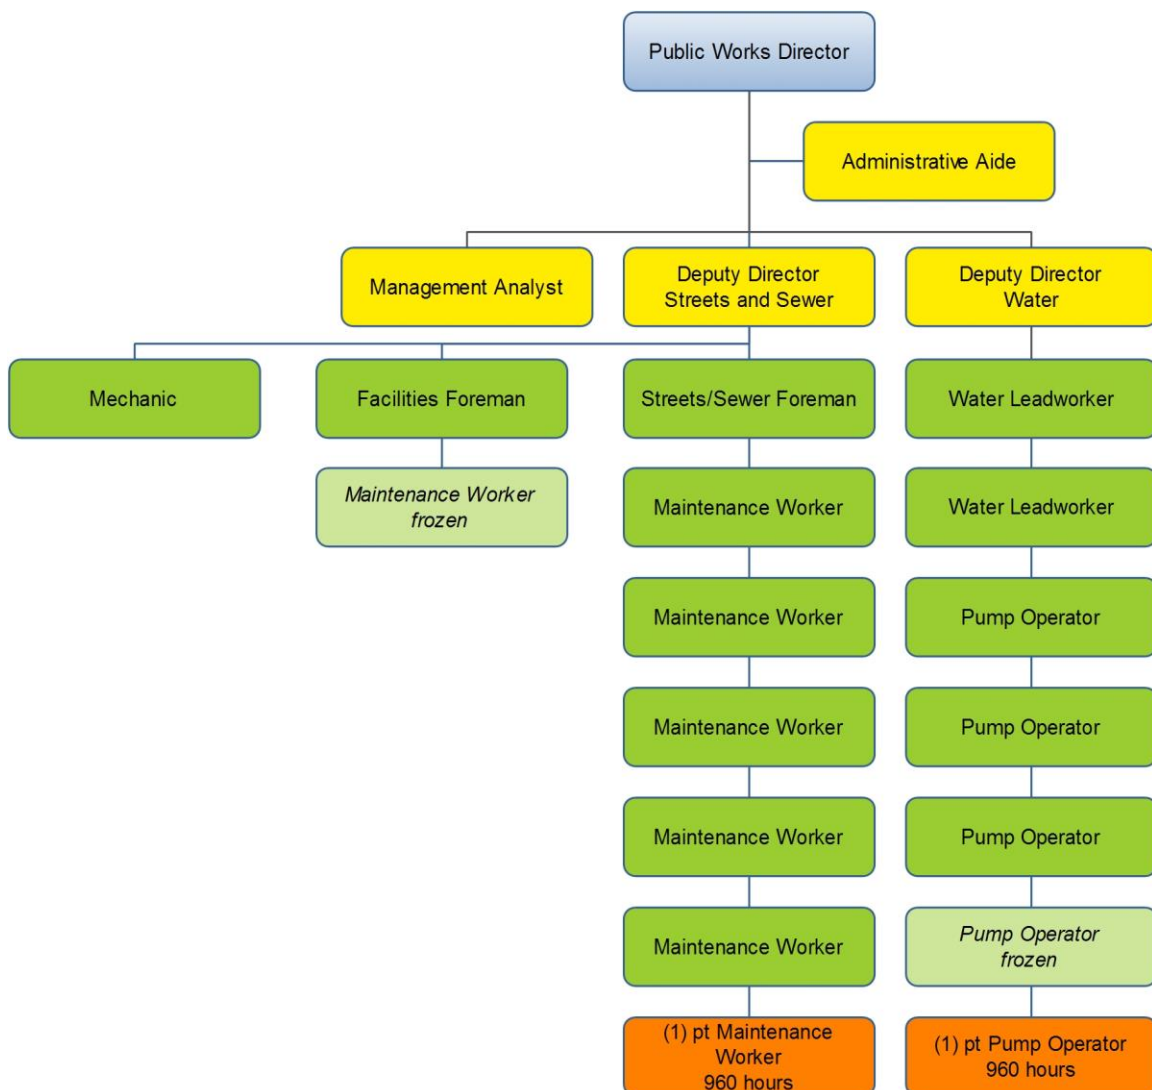 Public Works Director
Administrative Aide
Management Analyst
Deputy Director
Streets and Sewer
Deputy Director
Water
Mechanic
Facilities Foreman
Streets/Sewer Foreman
Water Leadworker
Maintenance Worker
frozen
Maintenance Worker
Water Leadworker
Maintenance Worker
Pump Operator
Maintenance Worker
Pump Operator
Maintenance Worker
Pump Operator
Maintenance Worker
Pump Operator
frozen
(1) pt Maintenance
Worker
960 hours
(1) pt Pump Operator
960 hours